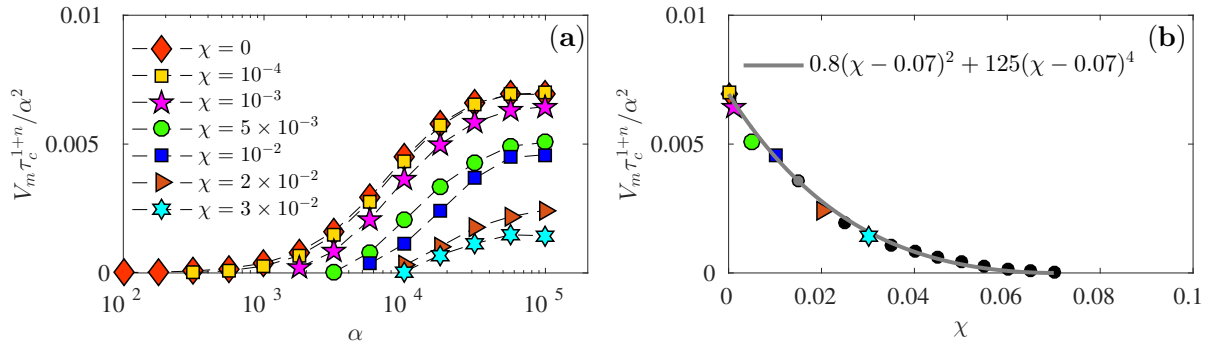 (a)
V_m τ_c^{1+n}/α^2
0.01
0.005
0
χ = 0
χ = 10^{-4}
χ = 10^{-3}
χ = 5 × 10^{-3}
χ = 10^{-2}
χ = 2 × 10^{-2}
χ = 3 × 10^{-2}
10^2 10^3 10^4 10^5
α
(b)
V_m τ_c^{1+n}/α^2
0.01
0.005
0
0.8(χ − 0.07)^2 + 125(χ − 0.07)^4
0 0.02 0.04 0.06 0.08 0.1
χ